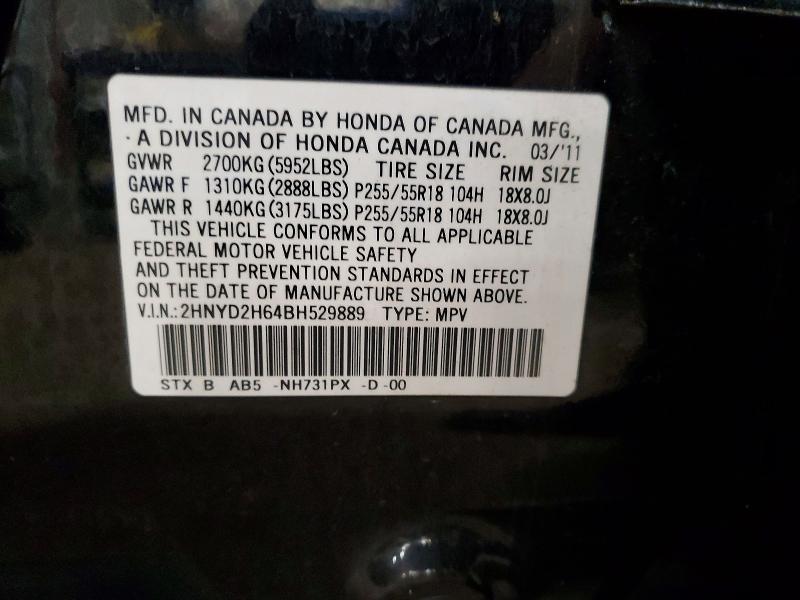 MFD. IN CANADA BY HONDA OF CANADA MFG.,
· A DIVISION OF HONDA CANADA INC. 03/'11
GVWR 2700KG(5952LBS) TIRE SIZE RIM SIZE
GAWR F 1310KG(2888LBS) P255/55R18 104H 18X8.0J
GAWR R 1440KG(3175LBS) P255/55R18 104H 18X8.0J
THIS VEHICLE CONFORMS TO ALL APPLICABLE
FEDERAL MOTOR VEHICLE SAFETY
AND THEFT PREVENTION STANDARDS IN EFFECT
ON THE DATE OF MANUFACTURE SHOWN ABOVE.
V.I.N.:2HNYD2H64BH529889 TYPE: MPV
STX B AB5 -NH731PX -D -00